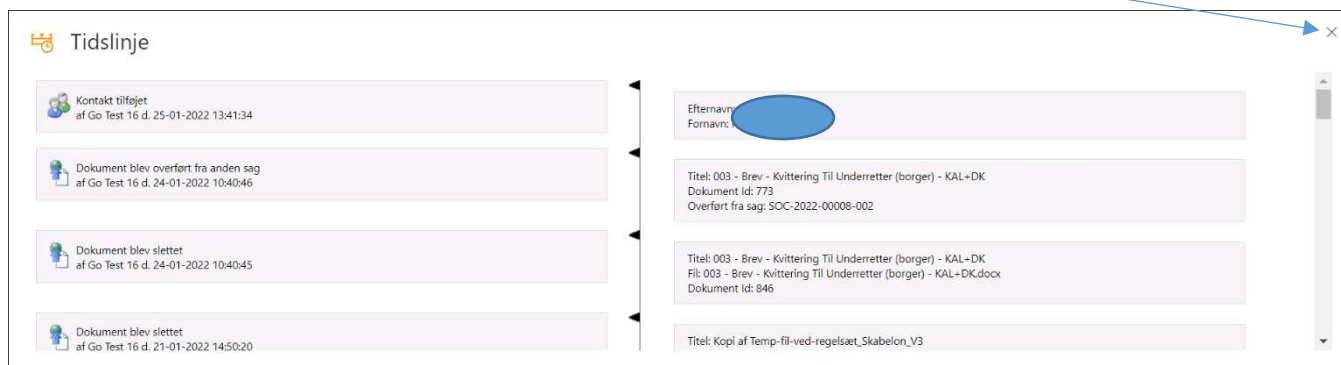 Tidslinje
Kontakt tilføjet
af Go Test 16 d. 25-01-2022 13:41:34
Efternavn:
Fornavn:
Dokument blev overført fra anden sag
af Go Test 16 d. 24-01-2022 10:40:46
Titel: 003 - Brev - Kvittering Til Underretter (borger) - KAL+DK
Dokument Id: 773
Overført fra sag: SOC-2022-00008-002
Dokument blev slettet
af Go Test 16 d. 24-01-2022 10:40:45
Titel: 003 - Brev - Kvittering Til Underretter (borger) - KAL+DK
Fil: 003 - Brev - Kvittering Til Underretter (borger) - KAL+DK.docx
Dokument Id: 846
Dokument blev slettet
af Go Test 16 d. 21-01-2022 14:50:20
Titel: Kopi af Temp-fil-ved-regelsæt_Skabelon_V3